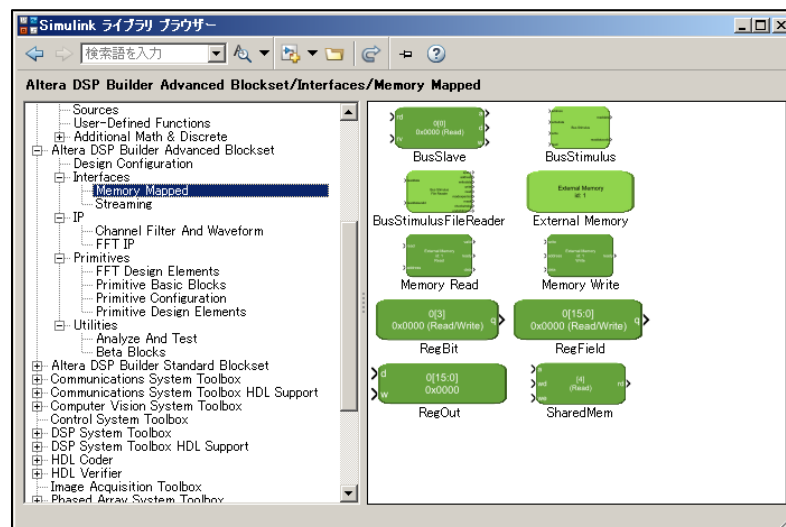 Simulink ライブラリ ブラウザー
検索語を入力
Altera DSP Builder Advanced Blockset/Interfaces/Memory Mapped
Sources
User-Defined Functions
Additional Math & Discrete
Altera DSP Builder Advanced Blockset
Design Configuration
Interfaces
Memory Mapped
Streaming
IP
Channel Filter And Waveform
FFT IP
Primitives
FFT Design Elements
Primitive Basic Blocks
Primitive Configuration
Primitive Design Elements
Utilities
Analyze And Test
Beta Blocks
Altera DSP Builder Standard Blockset
Communications System Toolbox
Communications System Toolbox HDL Support
Computer Vision System Toolbox
Control System Toolbox
DSP System Toolbox
DSP System Toolbox HDL Support
HDL Coder
HDL Verifier
Image Acquisition Toolbox
Phased Array System Toolbox
rd
0[0]
0x0000 (Read)
d
BusSlave
BusStimulus
BusStimulusFileReader
External Memory
at 1
External Memory
Memory Read
Memory Write
0[3]
0x0000 (Read/Write)
q
RegBit
0[15:0]
0x0000 (Read/Write)
q
RegField
d
w
0[15:0]
0x0000
RegOut
wd
we
[4]
(Read)
rd
SharedMem